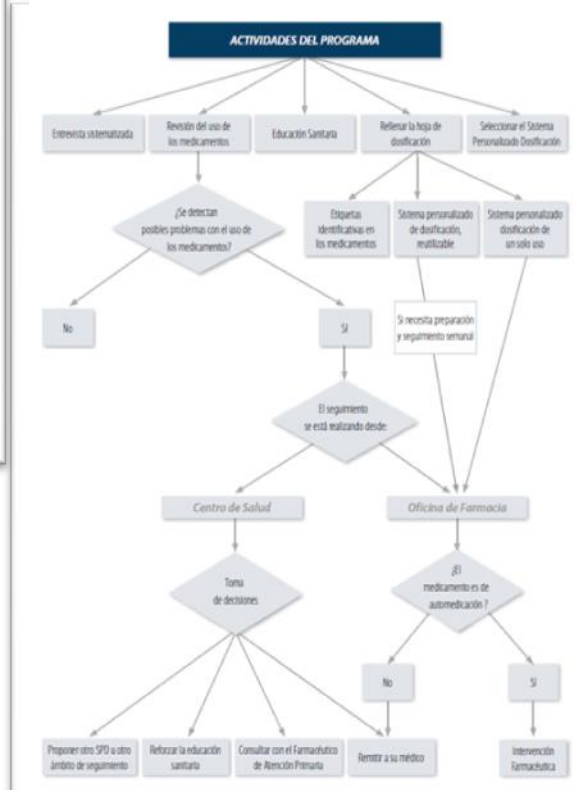 ACTIVIDADES DEL PROGRAMA
Entrevista sistematizada
Revisión del uso de
los medicamentos
Educación Sanitaria
Rellenar la hoja de
dosificación
Seleccionar el Sistema
Personalizado Dosificación
¿Se detectan
posibles problemas con el uso de
los medicamentos?
Etiquetas
identificativas en
los medicamentos
Sistema personalizado
de dosificación,
reutilizable
Sistema personalizado
dosificación de
un solo uso
No
SI
Si necesita preparación
y seguimiento semanal
El seguimiento
se está realizando desde:
Centro de Salud
Oficina de Farmacia
Toma
de decisiones
¿El
medicamento es de
automedicación ?
No
SI
Proponer otro SPD u otro
ámbito de seguimiento
Reforzar la educación
sanitaria
Consultar con el Farmacéutico
de Atención Primaria
Remitir a su médico
Intervención
Farmacéutica